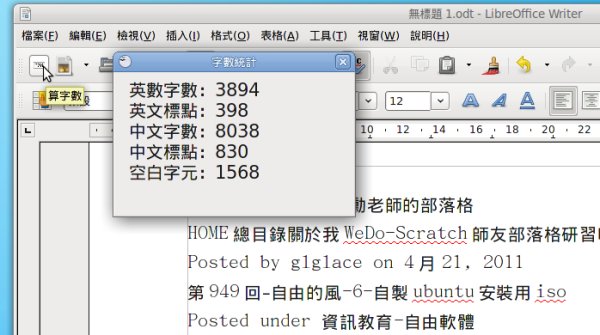 無標題 1.odt - LibreOffice Writer
檔案(F) 編輯(E) 檢視(V) 插入(I) 格式(O) 表格(A) 工具(T) 視窗(W) 說明(H)
字數統計
算字數
英數字數: 3894
英文標點: 398
中文字數: 8038
中文標點: 830
空白字元: 1568
12
10 12 14 16 18 20 22
動老師的部落格
HOME 總目錄關於我 WeDo-Scratch 師友部落格研習
Posted by glglace on 4 月 21, 2011
第 949 回-自由的風-6-自製 ubuntu 安裝用 iso
Posted under 資訊教育-自由軟體